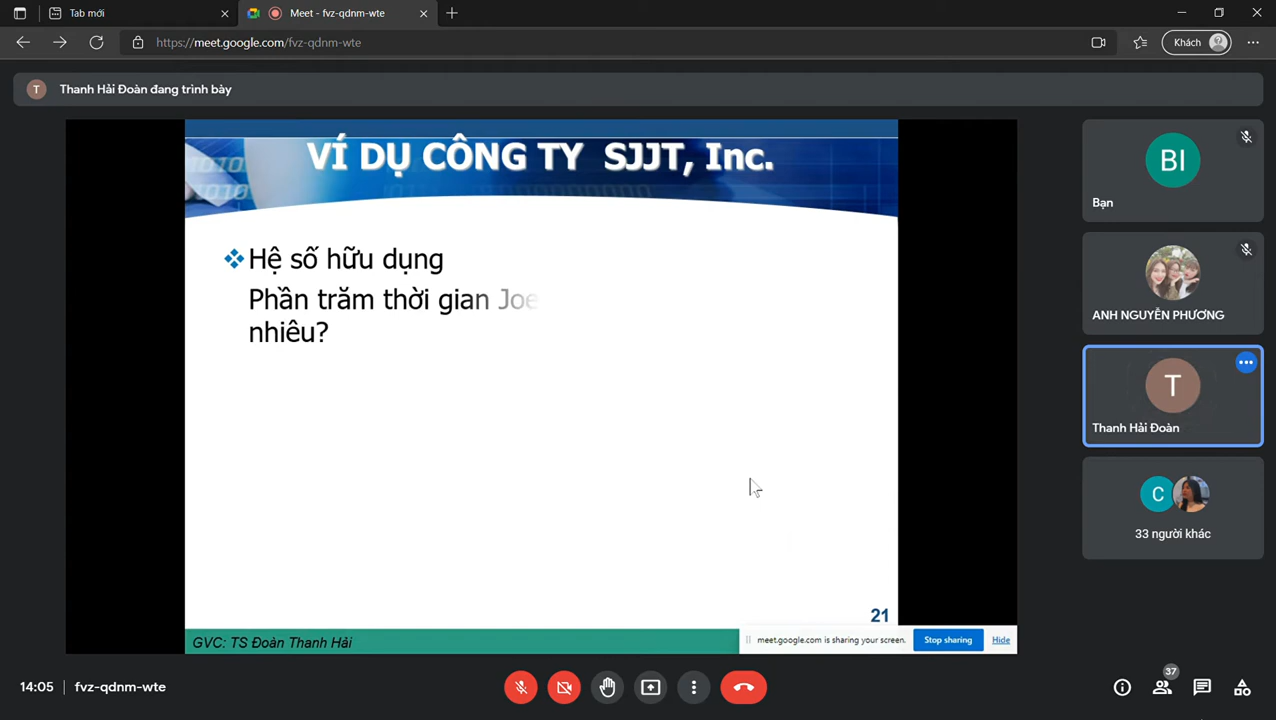 Tab mới
Meet - fvz-qdnm-wte
https://meet.google.com/fvz-qdnm-wte
Khách
T
Thanh Hải Đoàn đang trình bày
VÍ DỤ CÔNG TY SJJT, Inc.
Hệ số hữu dụng
Phần trăm thời gian Joe
nhiêu?
21
GVC: TS Đoàn Thanh Hải
meet.google.com is sharing your screen.
Stop sharing
Hide
BI
Bạn
ANH NGUYỄN PHƯƠNG
T
Thanh Hải Đoàn
C
33 người khác
14:05
fvz-qdnm-wte
37